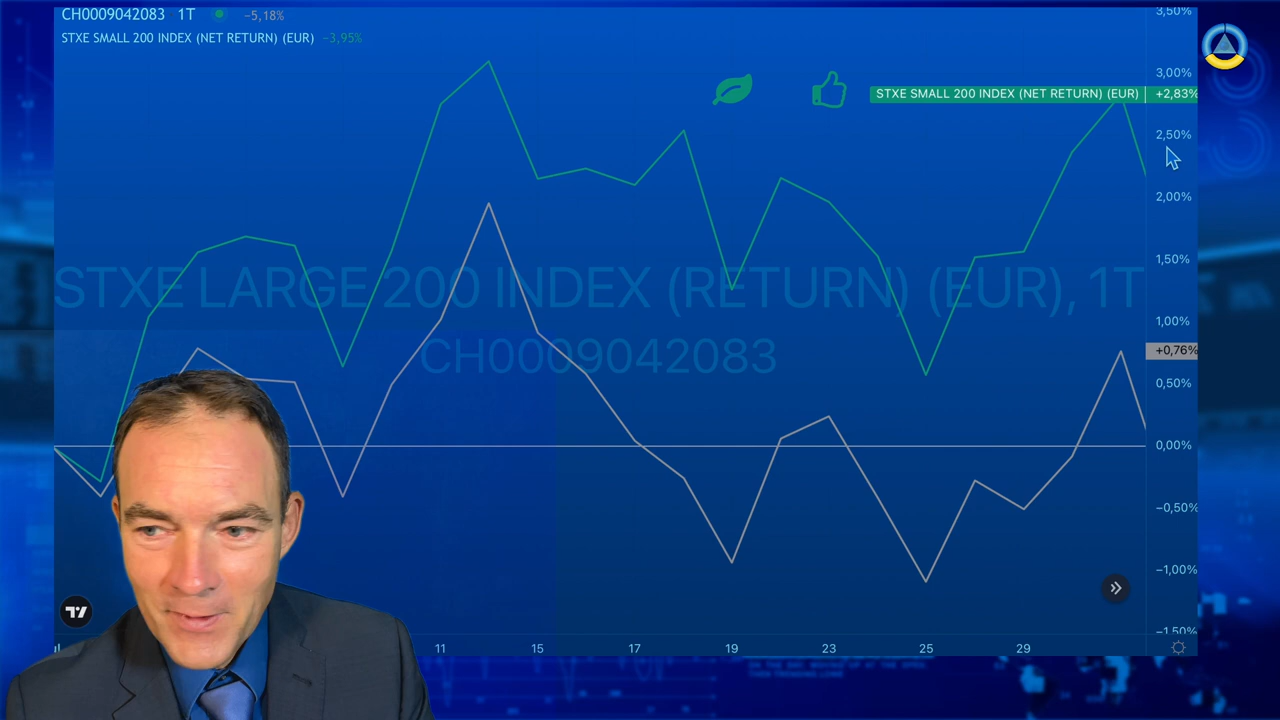 CH0009042083 1T −5,18%
STXE SMALL 200 INDEX (NET RETURN) (EUR) −3,95%
3,50%
3,00%
STXE SMALL 200 INDEX (NET RETURN) (EUR) +2,83%
2,50%
2,00%
1,50%
STXE LARGE 200 INDEX (RETURN) (EUR), 1T
1,00%
CH0009042083
+0,76%
0,50%
0,00%
−0,50%
−1,00%
−1,50%
11 15 17 19 23 25 29